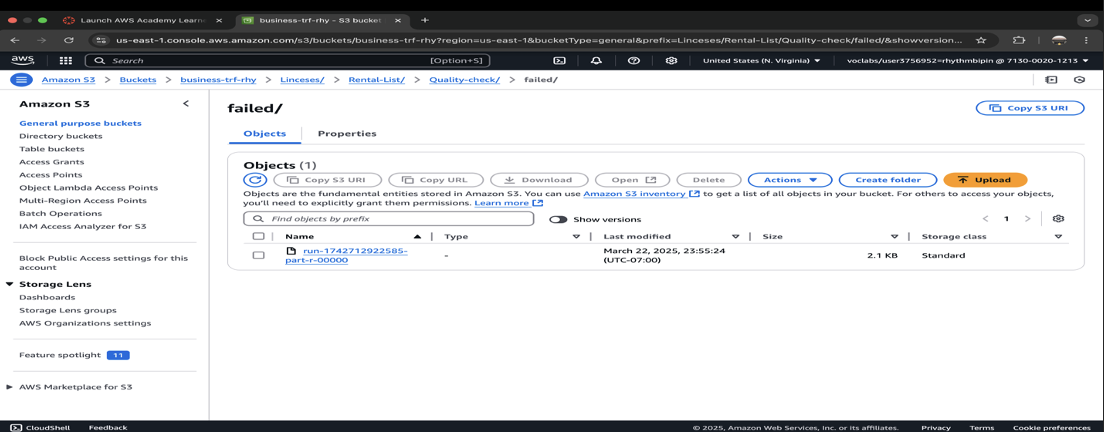 Launch AWS Academy Learn
business-trf-rhy - S3 bucket
us-east-1.console.aws.amazon.com/s3/buckets/business-trf-rhy?region=us-east-1&bucketType=general&prefix=Linceses/Rental-List/Quality-check/failed/&showversion...
aws
Search [Option+S]
United States (N. Virginia)
voclabs/user3756952=rhythmbipin @ 7130-0020-1213
Amazon S3 > Buckets > business-trf-rhy > Linceses/ > Rental-List/ > Quality-check/ > failed/
Amazon S3
General purpose buckets
Directory buckets
Table buckets
Access Grants
Access Points
Object Lambda Access Points
Multi-Region Access Points
Batch Operations
IAM Access Analyzer for S3
Block Public Access settings for this
account
Storage Lens
Dashboards
Storage Lens groups
AWS Organizations settings
Feature spotlight 11
AWS Marketplace for S3
failed/
Copy S3 URI
Objects
Properties
Objects (1)
Copy S3 URI
Copy URL
Download
Open
Delete
Actions
Create folder
Upload
Objects are the fundamental entities stored in Amazon S3. You can use Amazon S3 inventory to get a list of all objects in your bucket. For others to access your objects,
you'll need to explicitly grant them permissions. Learn more
Find objects by prefix
Show versions
1
Name Type Last modified Size Storage class
run-1742712922585-
part-r-00000
-
March 22, 2025, 23:55:24
(UTC-07:00)
2.1 KB
Standard
CloudShell Feedback
© 2025, Amazon Web Services, Inc. or its affiliates. Privacy Terms Cookie preferences